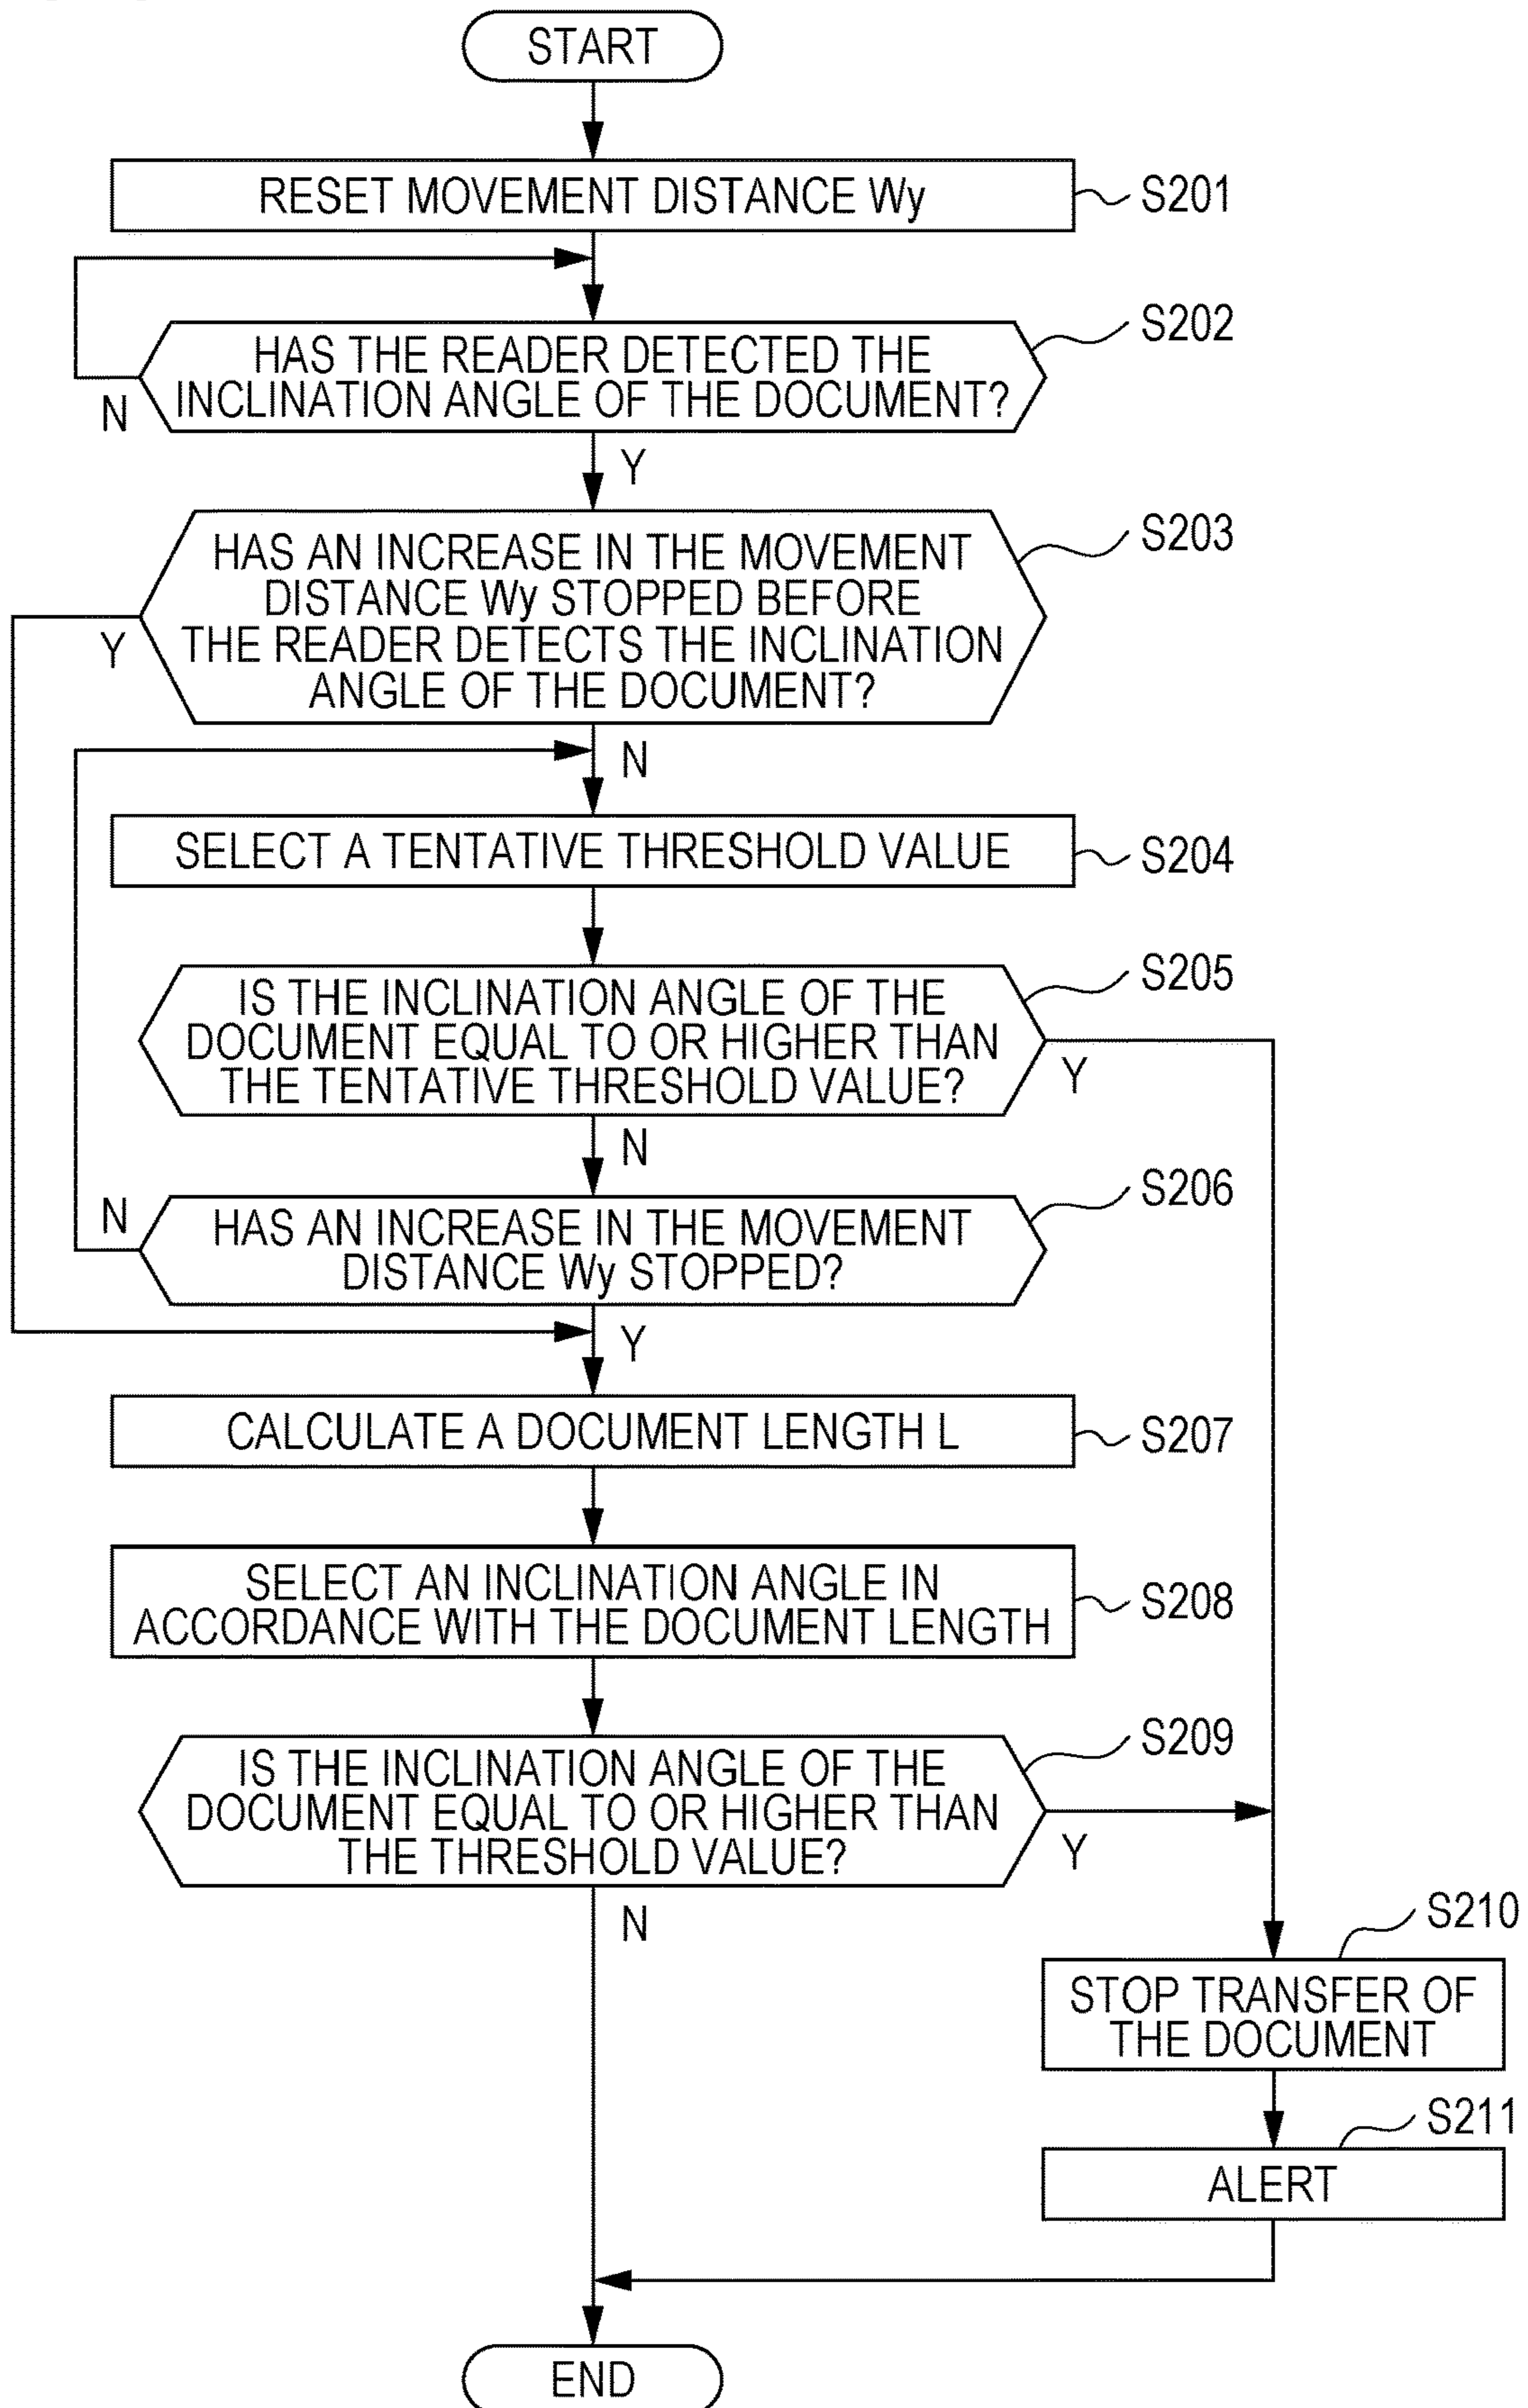 START
RESET MOVEMENT DISTANCE Wy
S201
HAS THE READER DETECTED THE
INCLINATION ANGLE OF THE DOCUMENT?
S202
N
Y
HAS AN INCREASE IN THE MOVEMENT
DISTANCE Wy STOPPED BEFORE
THE READER DETECTS THE INCLINATION
ANGLE OF THE DOCUMENT?
S203
Y
N
SELECT A TENTATIVE THRESHOLD VALUE
S204
IS THE INCLINATION ANGLE OF THE
DOCUMENT EQUAL TO OR HIGHER THAN
THE TENTATIVE THRESHOLD VALUE?
S205
Y
N
HAS AN INCREASE IN THE MOVEMENT
DISTANCE Wy STOPPED?
S206
N
Y
CALCULATE A DOCUMENT LENGTH L
S207
SELECT AN INCLINATION ANGLE IN
ACCORDANCE WITH THE DOCUMENT LENGTH
S208
IS THE INCLINATION ANGLE OF THE
DOCUMENT EQUAL TO OR HIGHER THAN
THE THRESHOLD VALUE?
S209
Y
N
S210
STOP TRANSFER OF
THE DOCUMENT
S211
ALERT
END